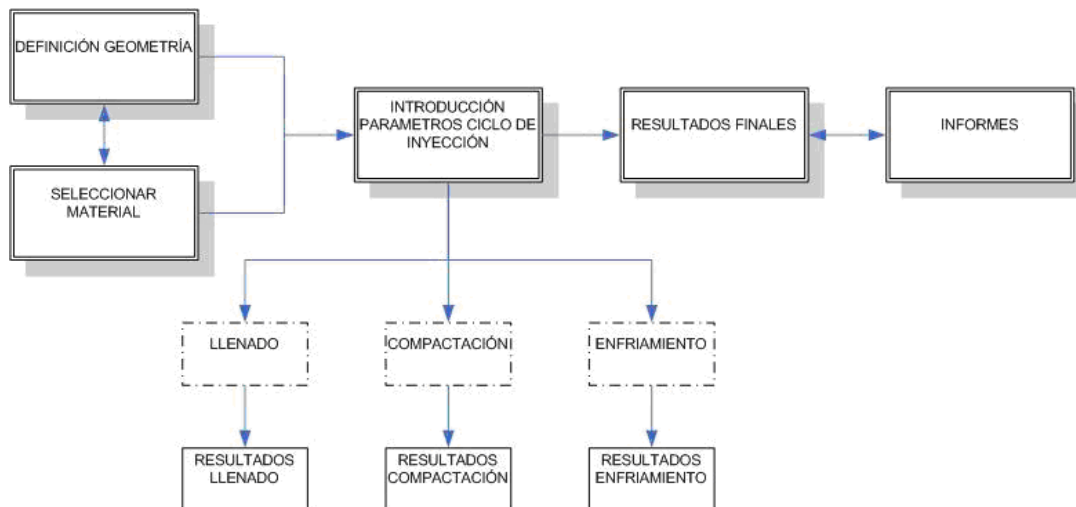 DEFINICIÓN GEOMETRÍA
SELECCIONAR
MATERIAL
INTRODUCCIÓN
PARAMETROS CICLO DE
INYECCIÓN
RESULTADOS FINALES
INFORMES
LLENADO
COMPACTACIÓN
ENFRIAMIENTO
RESULTADOS
LLENADO
RESULTADOS
COMPACTACIÓN
RESULTADOS
ENFRIAMIENTO